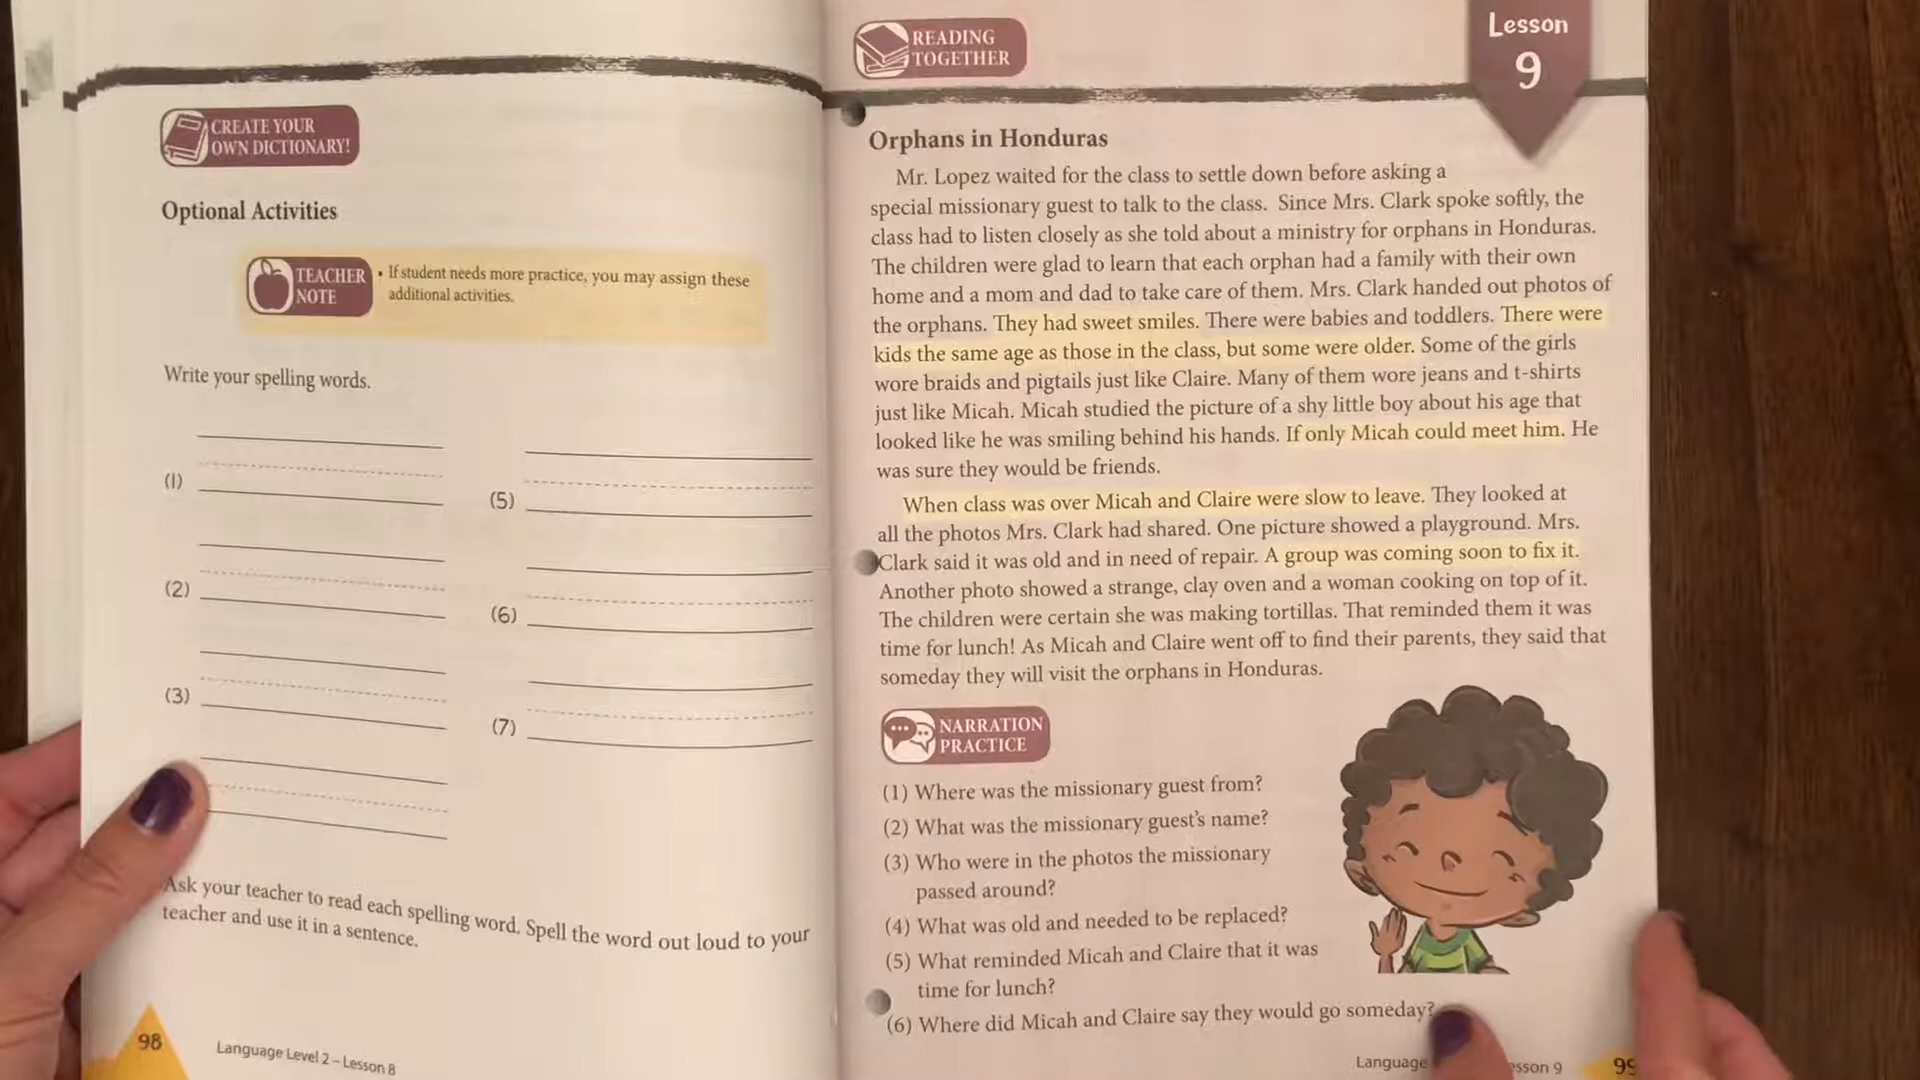 CREATE YOUR
OWN DICTIONARY!
Optional Activities
TEACHER
NOTE
• If student needs more practice, you may assign these
additional activities.
Write your spelling words.
(1)
(5)
(2)
(6)
(3)
(7)
Ask your teacher to read each spelling word. Spell the word out loud to your
teacher and use it in a sentence.
98
Language Level 2 – Lesson 8
READING
TOGETHER
Lesson
9
Orphans in Honduras
Mr. Lopez waited for the class to settle down before asking a
special missionary guest to talk to the class. Since Mrs. Clark spoke softly, the
class had to listen closely as she told about a ministry for orphans in Honduras.
The children were glad to learn that each orphan had a family with their own
home and a mom and dad to take care of them. Mrs. Clark handed out photos of
the orphans. They had sweet smiles. There were babies and toddlers. There were
kids the same age as those in the class, but some were older. Some of the girls
wore braids and pigtails just like Claire. Many of them wore jeans and t-shirts
just like Micah. Micah studied the picture of a shy little boy about his age that
looked like he was smiling behind his hands. If only Micah could meet him. He
was sure they would be friends.
When class was over Micah and Claire were slow to leave. They looked at
all the photos Mrs. Clark had shared. One picture showed a playground. Mrs.
Clark said it was old and in need of repair. A group was coming soon to fix it.
Another photo showed a strange, clay oven and a woman cooking on top of it.
The children were certain she was making tortillas. That reminded them it was
time for lunch! As Micah and Claire went off to find their parents, they said that
someday they will visit the orphans in Honduras.
NARRATION
PRACTICE
(1) Where was the missionary guest from?
(2) What was the missionary guest's name?
(3) Who were in the photos the missionary
passed around?
(4) What was old and needed to be replaced?
(5) What reminded Micah and Claire that it was
time for lunch?
(6) Where did Micah and Claire say they would go someday?
Language sson 9
99